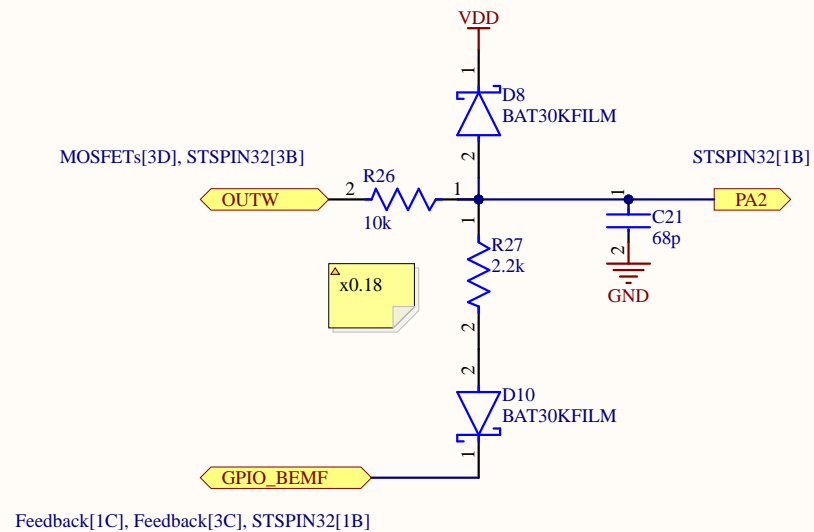 VDD
1
D8
BAT30KFILM
2
MOSFETs[3D], STSPIN32[3B]
STSPIN32[1B]
R26
OUTW
2
1
10k
1
1
C21
68p
2
GND
PA2
R27
2.2k
x0.18
2
2
D10
BAT30KFILM
1
GPIO_BEMF
Feedback[1C], Feedback[3C], STSPIN32[1B]